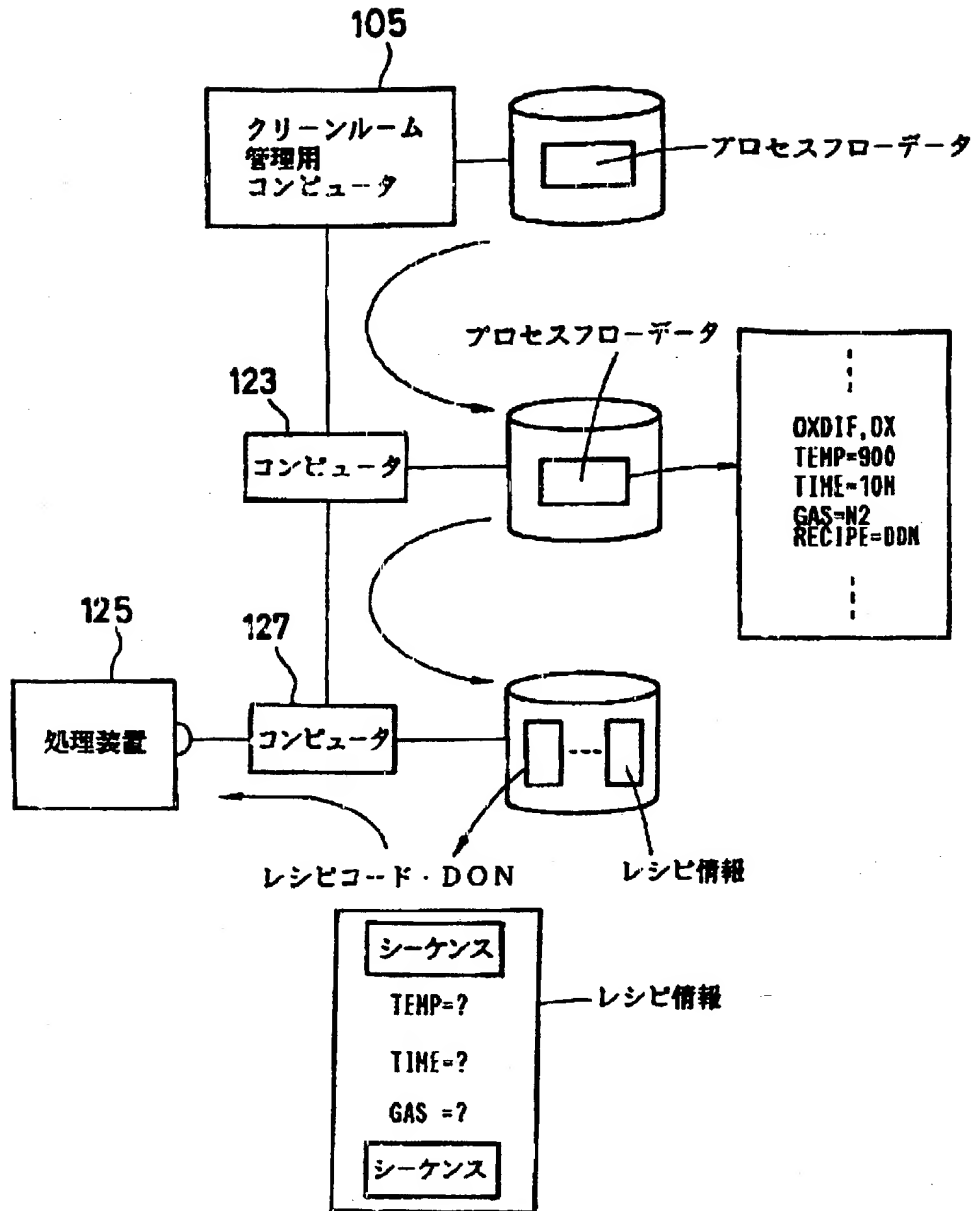 105
クリーンルーム
管理用
コンピュータ
プロセスフローデータ
プロセスフローデータ
123
コンピュータ
OXDIF,OX
TEMP=900
TIME=10M
GAS=N2
RECIPE=DDN
125
127
処理装置
コンピュータ
レシピコード・DON
レシピ情報
シーケンス
TEMP=?
TIME=?
GAS =?
シーケンス
レシピ情報